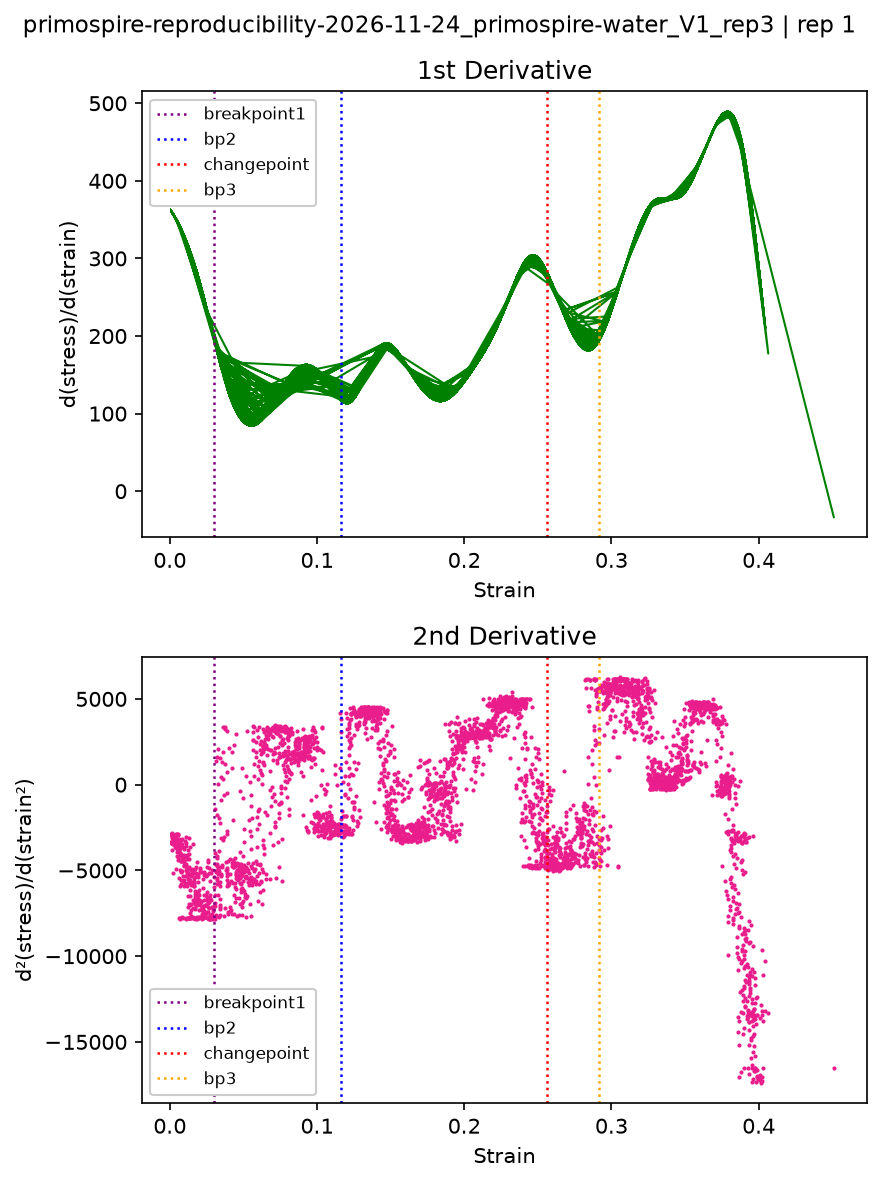 primospire-reproducibility-2026-11-24_primospire-water_V1_rep3 | rep 1
1st Derivative
500
400
300
200
100
0
d(stress)/d(strain)
breakpoint1
bp2
changepoint
bp3
0.0 0.1 0.2 0.3 0.4
Strain
2nd Derivative
5000
0
−5000
−10000
−15000
d²(stress)/d(strain²)
breakpoint1
bp2
changepoint
bp3
0.0 0.1 0.2 0.3 0.4
Strain